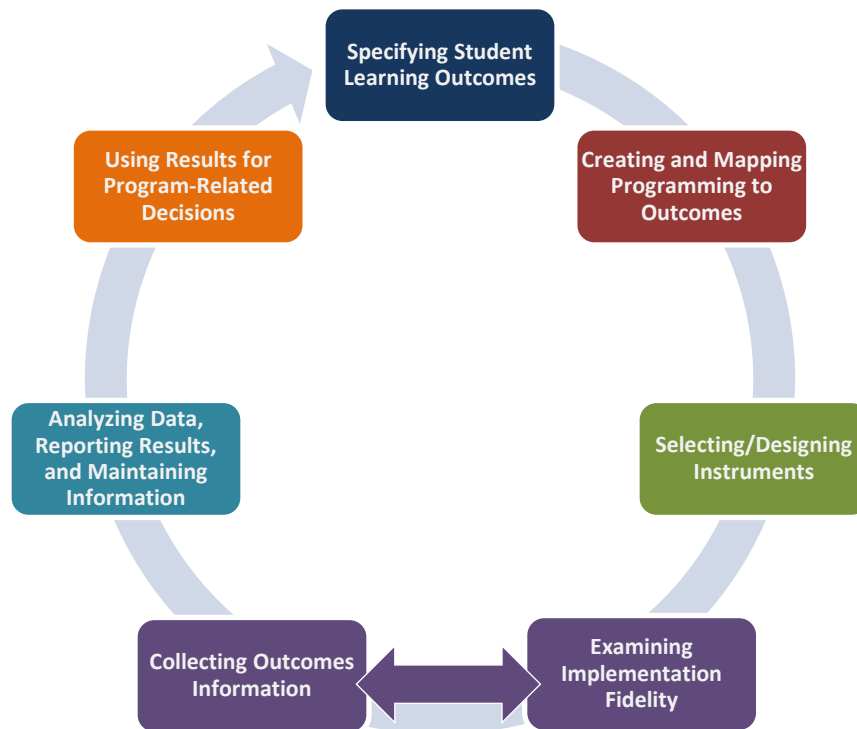 Specifying Student
Learning Outcomes
Creating and Mapping
Programming to
Outcomes
Selecting/Designing
Instruments
Examining
Implementation
Fidelity
Collecting Outcomes
Information
Analyzing Data,
Reporting Results,
and Maintaining
Information
Using Results for
Program-Related
Decisions